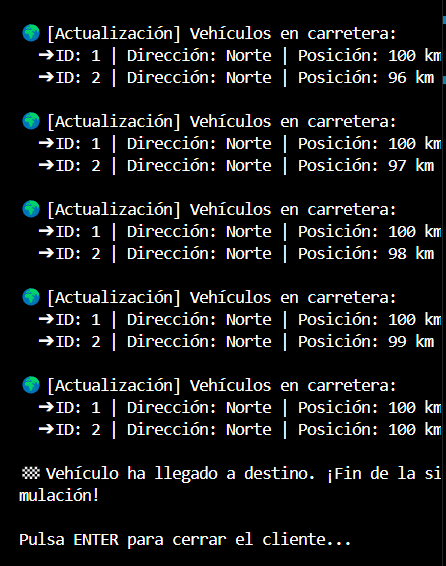 🌍 [Actualización] Vehículos en carretera:
➔ID: 1 | Dirección: Norte | Posición: 100 km
➔ID: 2 | Dirección: Norte | Posición: 96 km
🌍 [Actualización] Vehículos en carretera:
➔ID: 1 | Dirección: Norte | Posición: 100 km
➔ID: 2 | Dirección: Norte | Posición: 97 km
🌍 [Actualización] Vehículos en carretera:
➔ID: 1 | Dirección: Norte | Posición: 100 km
➔ID: 2 | Dirección: Norte | Posición: 98 km
🌍 [Actualización] Vehículos en carretera:
➔ID: 1 | Dirección: Norte | Posición: 100 km
➔ID: 2 | Dirección: Norte | Posición: 99 km
🌍 [Actualización] Vehículos en carretera:
➔ID: 1 | Dirección: Norte | Posición: 100 km
➔ID: 2 | Dirección: Norte | Posición: 100 km
🏁 Vehículo ha llegado a destino. ¡Fin de la si
mulación!
Pulsa ENTER para cerrar el cliente...